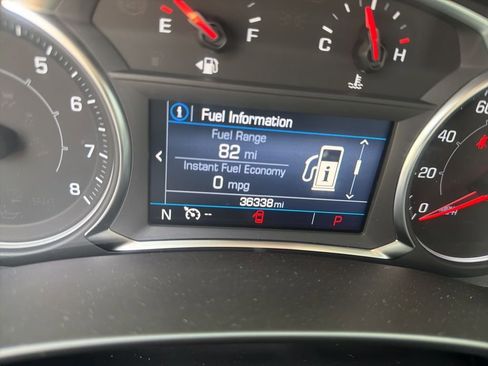 E F
C H
5
6
7
8
Fuel Information
Fuel Range
82 mi
Instant Fuel Economy
0 mpg
36338 mi
N -- P
60
40
20
0